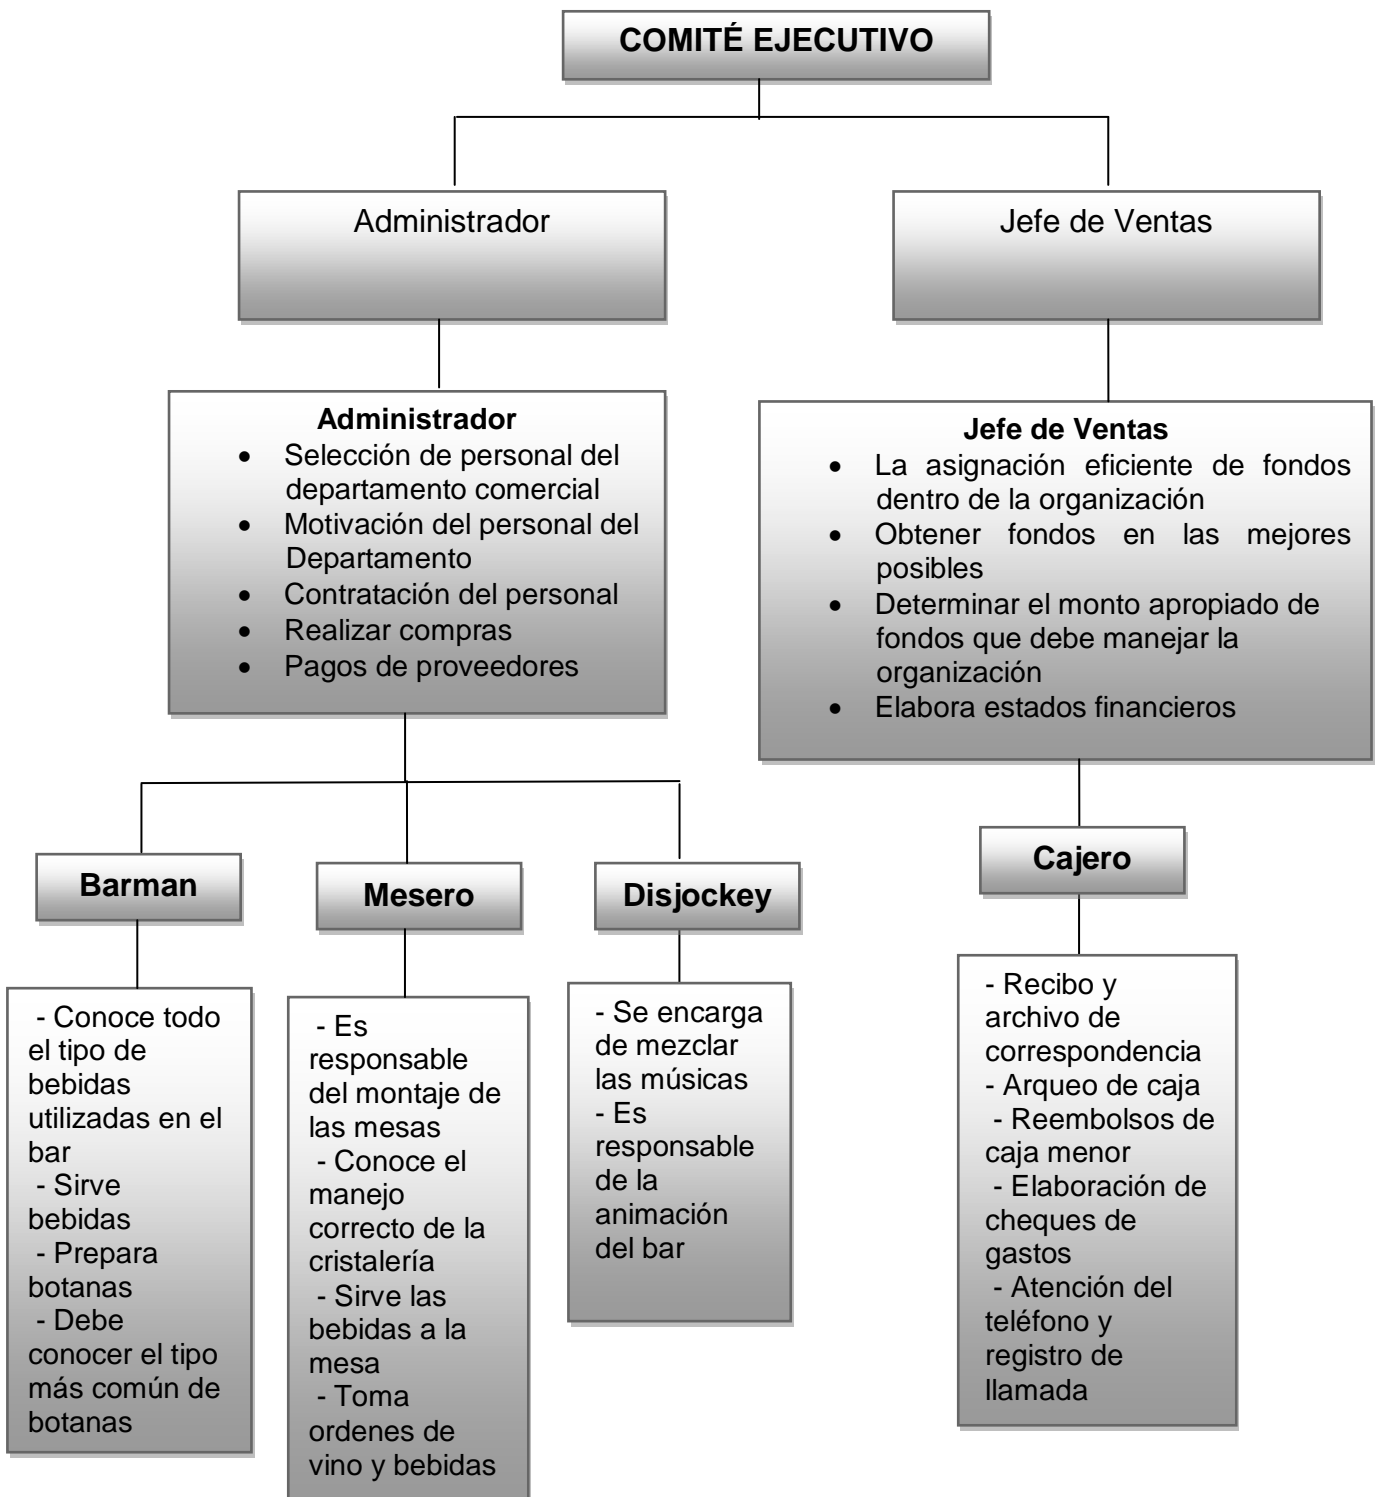 COMITÉ EJECUTIVO
Administrador
Jefe de Ventas
Administrador
• Selección de personal del
departamento comercial
• Motivación del personal del
Departamento
• Contratación del personal
• Realizar compras
• Pagos de proveedores
Jefe de Ventas
• La asignación eficiente de fondos
dentro de la organización
• Obtener fondos en las mejores
posibles
• Determinar el monto apropiado de
fondos que debe manejar la
organización
• Elabora estados financieros
Barman
Mesero
Disjockey
Cajero
- Conoce todo
el tipo de
bebidas
utilizadas en el
bar
- Sirve
bebidas
- Prepara
botanas
- Debe
conocer el tipo
más común de
botanas
- Es
responsable
del montaje de
las mesas
- Conoce el
manejo
correcto de la
cristalería
- Sirve las
bebidas a la
mesa
- Toma
ordenes de
vino y bebidas
- Se encarga
de mezclar
las músicas
- Es
responsable
de la
animación
del bar
- Recibo y
archivo de
correspondencia
- Arqueo de caja
- Reembolsos de
caja menor
- Elaboración de
cheques de
gastos
- Atención del
teléfono y
registro de
llamada